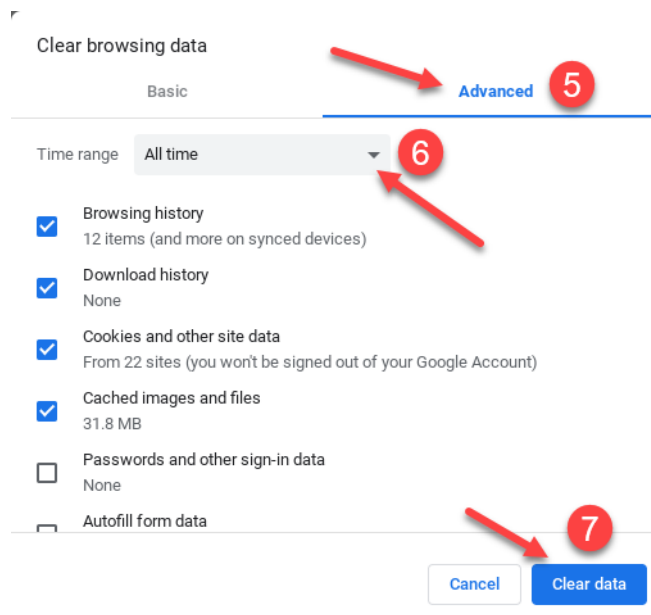 Clear browsing data
Basic
Advanced
5
Time range
All time
6
Browsing history
12 items (and more on synced devices)
Download history
None
Cookies and other site data
From 22 sites (you won't be signed out of your Google Account)
Cached images and files
31.8 MB
Passwords and other sign-in data
None
Autofill form data
7
Cancel
Clear data